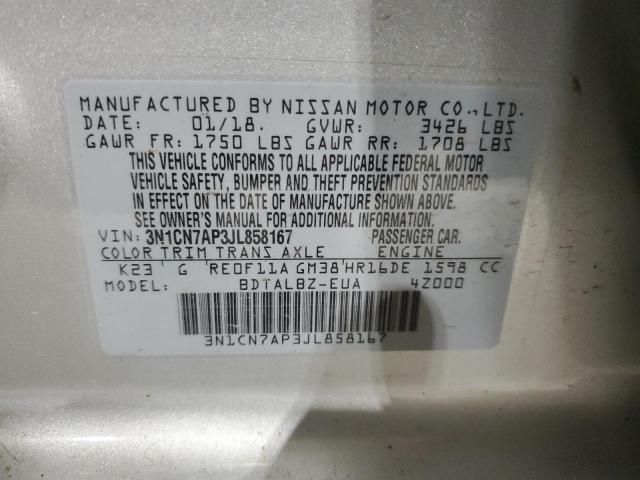 MANUFACTURED BY NISSAN MOTOR CO., LTD.
DATE: 01/18. GVWR: 3426 LBS
GAWR FR: 1750 LBS GAWR RR: 1708 LBS
THIS VEHICLE CONFORMS TO ALL APPLICABLE FEDERAL MOTOR
VEHICLE SAFETY, BUMPER AND THEFT PREVENTION STANDARDS
IN EFFECT ON THE DATE OF MANUFACTURE SHOWN ABOVE.
SEE OWNER'S MANUAL FOR ADDITIONAL INFORMATION.
VIN: 3N1CN7AP3JL858167 PASSENGER CAR.
COLOR TRIM TRANS AXLE ENGINE
K23 G RE0F11A GM38 HR16DE 1598 CC
MODEL: BDTALBZ-EUA 4Z000
3N1CN7AP3JL858167